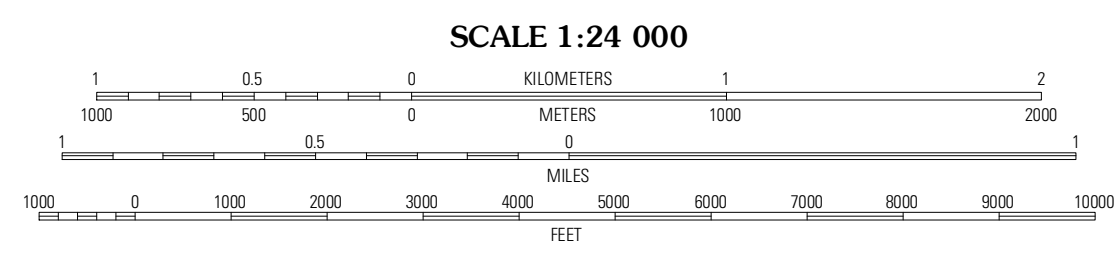 SCALE 1:24 000
1 0.5 0 KILOMETERS 1 2
1000 500 0 METERS 1000 2000
1 0.5 0 1
MILES
1000 0 1000 2000 3000 4000 5000 6000 7000 8000 9000 10000
FEET